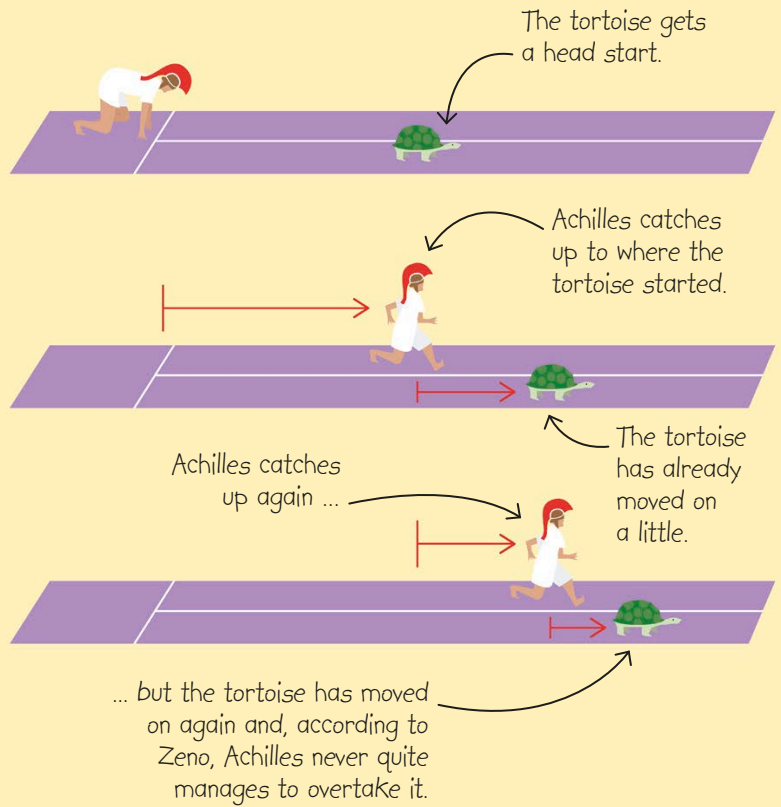 The tortoise gets
a head start.
Achilles catches
up to where the
tortoise started.
The tortoise
has already
moved on
a little.
Achilles catches
up again ...
... but the tortoise has moved
on again and, according to
Zeno, Achilles never quite
manages to overtake it.